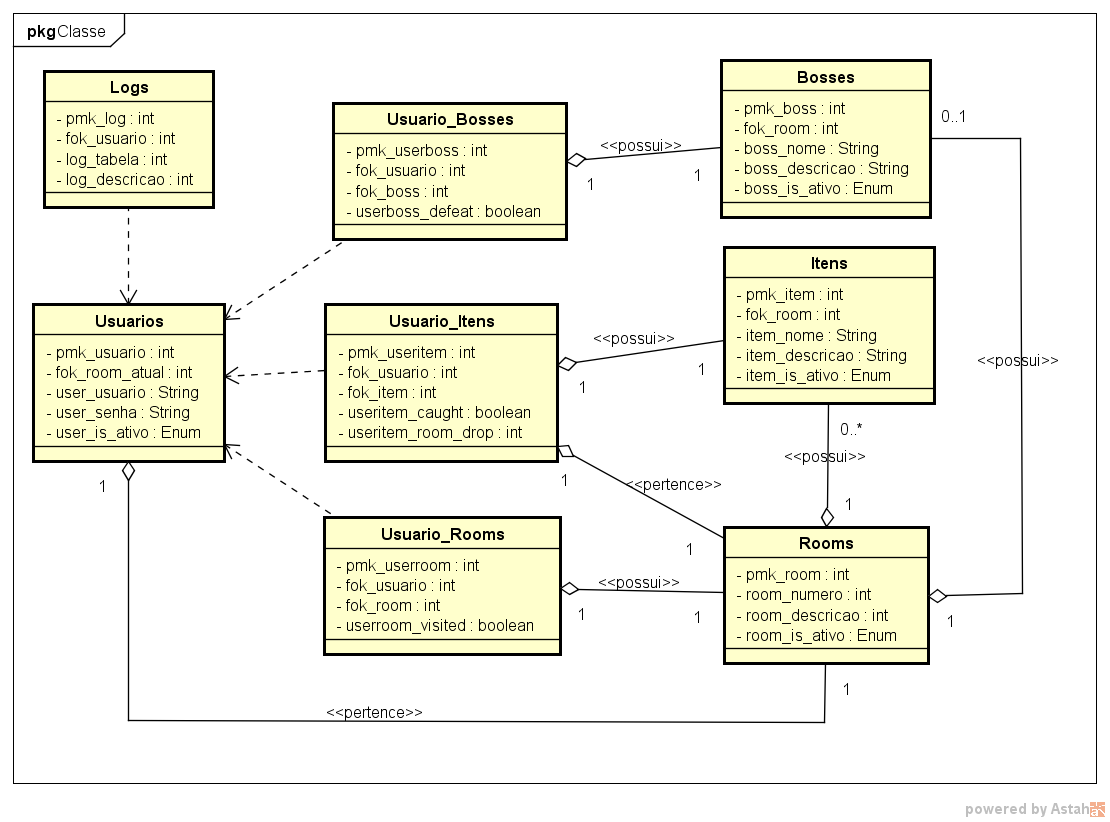 pkg Classe
Logs
- pmk_log : int
- fok_usuario : int
- log_tabela : int
- log_descricao : int
Usuario_Bosses
- pmk_userboss : int
- fok_usuario : int
- fok_boss : int
- userboss_defeat : boolean
<<possui>>
1
1
Bosses
- pmk_boss : int
- fok_room : int
- boss_nome : String
- boss_descricao : String
- boss_is_ativo : Enum
0..1
<<possui>>
1
Usuarios
- pmk_usuario : int
- fok_room_atual : int
- user_usuario : String
- user_senha : String
- user_is_ativo : Enum
1
Usuario_Itens
- pmk_useritem : int
- fok_usuario : int
- fok_item : int
- useritem_caught : boolean
- useritem_room_drop : int
<<possui>>
1
1
Itens
- pmk_item : int
- fok_room : int
- item_nome : String
- item_descricao : String
- item_is_ativo : Enum
0..*
<<possui>>
1
1
<<pertence>>
1
Usuario_Rooms
- pmk_userroom : int
- fok_usuario : int
- fok_room : int
- userroom_visited : boolean
<<possui>>
1
1
Rooms
- pmk_room : int
- room_numero : int
- room_descricao : int
- room_is_ativo : Enum
1
<<pertence>>
powered by Astah